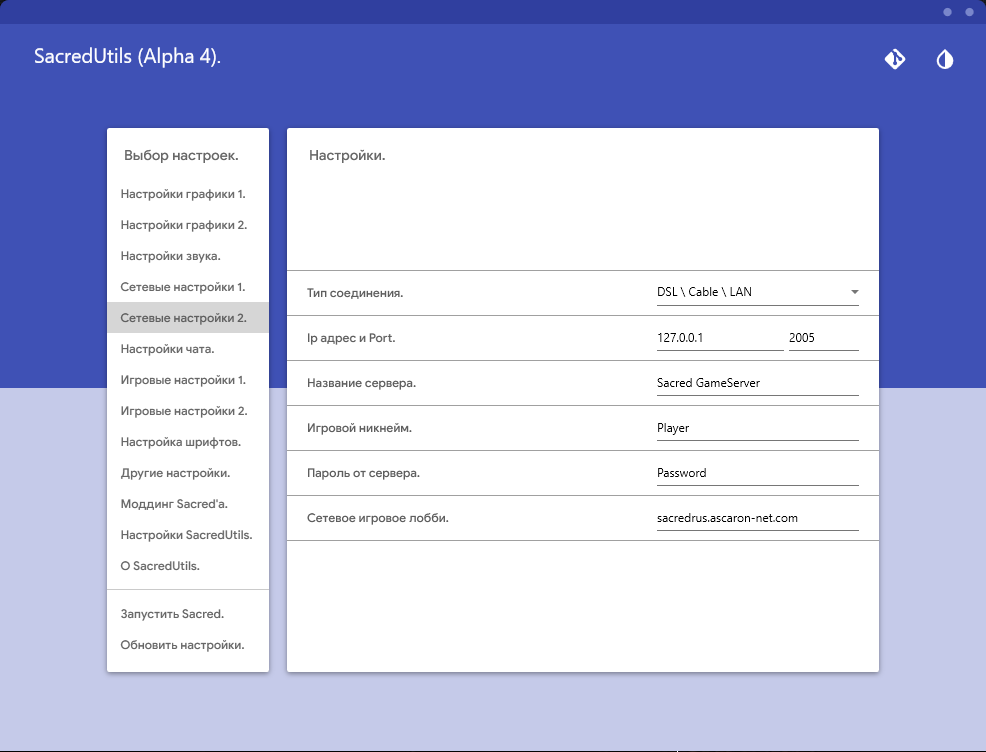 SacredUtils (Alpha 4).
Выбор настроек.
Настройки графики 1.
Настройки графики 2.
Настройки звука.
Сетевые настройки 1.
Сетевые настройки 2.
Настройки чата.
Игровые настройки 1.
Игровые настройки 2.
Настройка шрифтов.
Другие настройки.
Моддинг Sacred'а.
Настройки SacredUtils.
О SacredUtils.
Запустить Sacred.
Обновить настройки.
Настройки.
Тип соединения. DSL \ Cable \ LAN
Ip адрес и Port. 127.0.0.1 2005
Название сервера. Sacred GameServer
Игровой никнейм. Player
Пароль от сервера. Password
Сетевое игровое лобби. sacredrus.ascaron-net.com